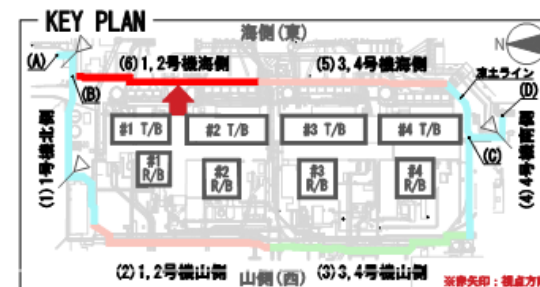 KEY PLAN
海側(東)
N
(A)
(6)1,2号機海側
(5)3,4号機海側
凍土ライン
(B)
(D)
#1 T/B
#2 T/B
#3 T/B
#4 T/B
(C)
#1
R/B
#2
R/B
#3
R/B
#4
R/B
(1)1号機北側
(4)4号機南側
(2)1,2号機山側
山側(西)
(3)3,4号機山側
※赤矢印:視点方向